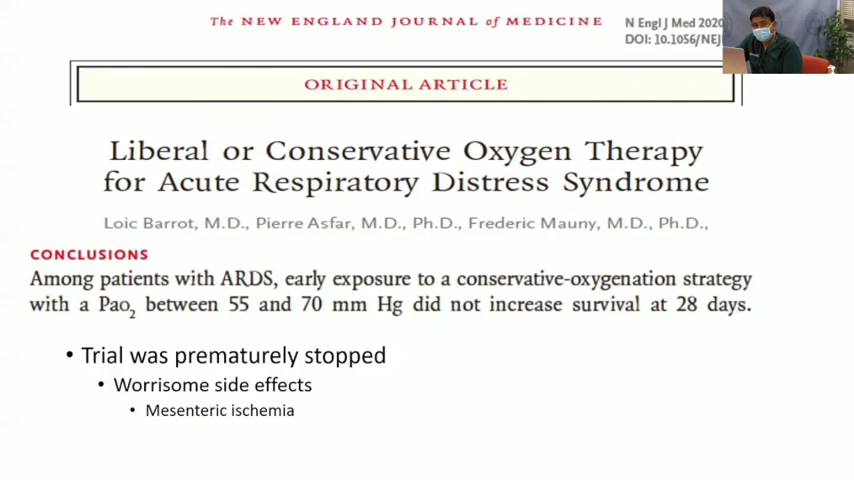 The NEW ENGLAND JOURNAL of MEDICINE
N Engl J Med 2020
DOI: 10.1056/NEJ
ORIGINAL ARTICLE
Liberal or Conservative Oxygen Therapy
for Acute Respiratory Distress Syndrome
Loic Barrot, M.D., Pierre Asfar, M.D., Ph.D., Frederic Mauny, M.D., Ph.D.,
CONCLUSIONS
Among patients with ARDS, early exposure to a conservative-oxygenation strategy
with a Pao₂ between 55 and 70 mm Hg did not increase survival at 28 days.
• Trial was prematurely stopped
• Worrisome side effects
• Mesenteric ischemia